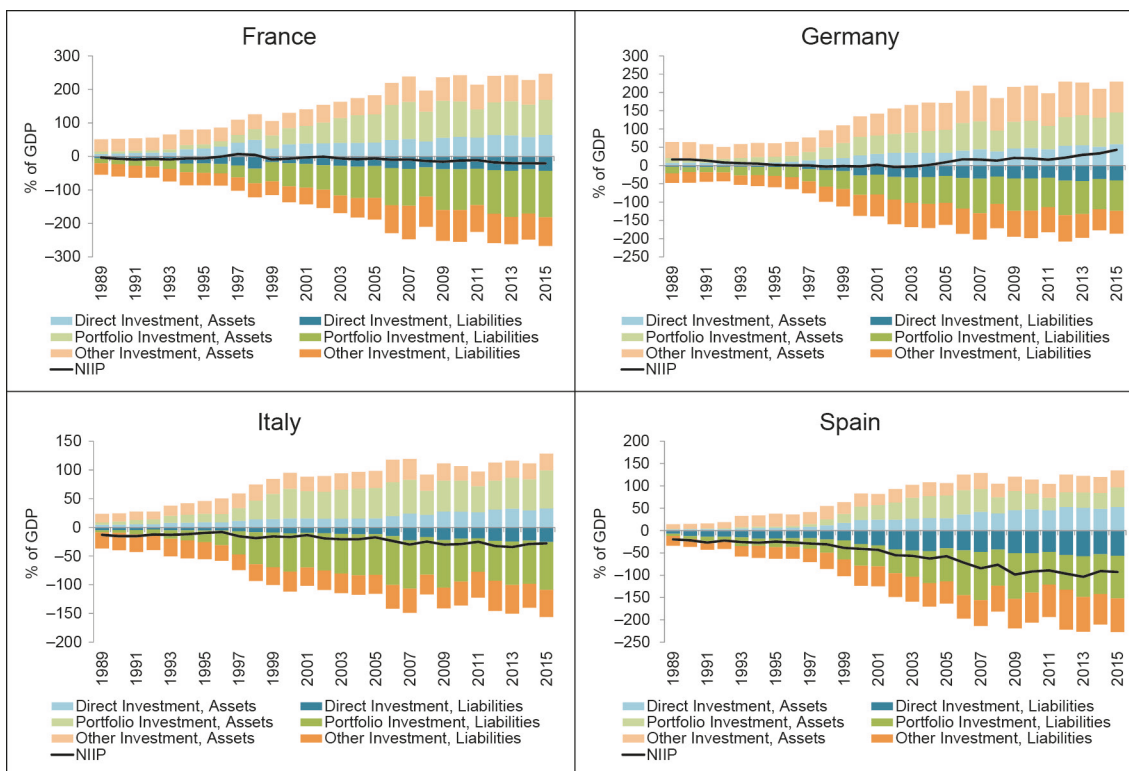 France
% of GDP
300
200
100
0
–100
–200
–300
1989
1991
1993
1995
1997
1999
2001
2003
2005
2007
2009
2011
2013
2015
Direct Investment, Assets
Direct Investment, Liabilities
Portfolio Investment, Assets
Portfolio Investment, Liabilities
Other Investment, Assets
Other Investment, Liabilities
NIIP
Germany
% of GDP
300
250
200
150
100
50
0
–50
–100
–150
–200
–250
1989
1991
1993
1995
1997
1999
2001
2003
2005
2007
2009
2011
2013
2015
Direct Investment, Assets
Direct Investment, Liabilities
Portfolio Investment, Assets
Portfolio Investment, Liabilities
Other Investment, Assets
Other Investment, Liabilities
NIIP
Italy
% of GDP
150
100
50
0
–50
–100
–150
–200
1989
1991
1993
1995
1997
1999
2001
2003
2005
2007
2009
2011
2013
2015
Direct Investment, Assets
Direct Investment, Liabilities
Portfolio Investment, Assets
Portfolio Investment, Liabilities
Other Investment, Assets
Other Investment, Liabilities
NIIP
Spain
% of GDP
200
150
100
50
0
–50
–100
–150
–200
–250
1989
1991
1993
1995
1997
1999
2001
2003
2005
2007
2009
2011
2013
2015
Direct Investment, Assets
Direct Investment, Liabilities
Portfolio Investment, Assets
Portfolio Investment, Liabilities
Other Investment, Assets
Other Investment, Liabilities
NIIP